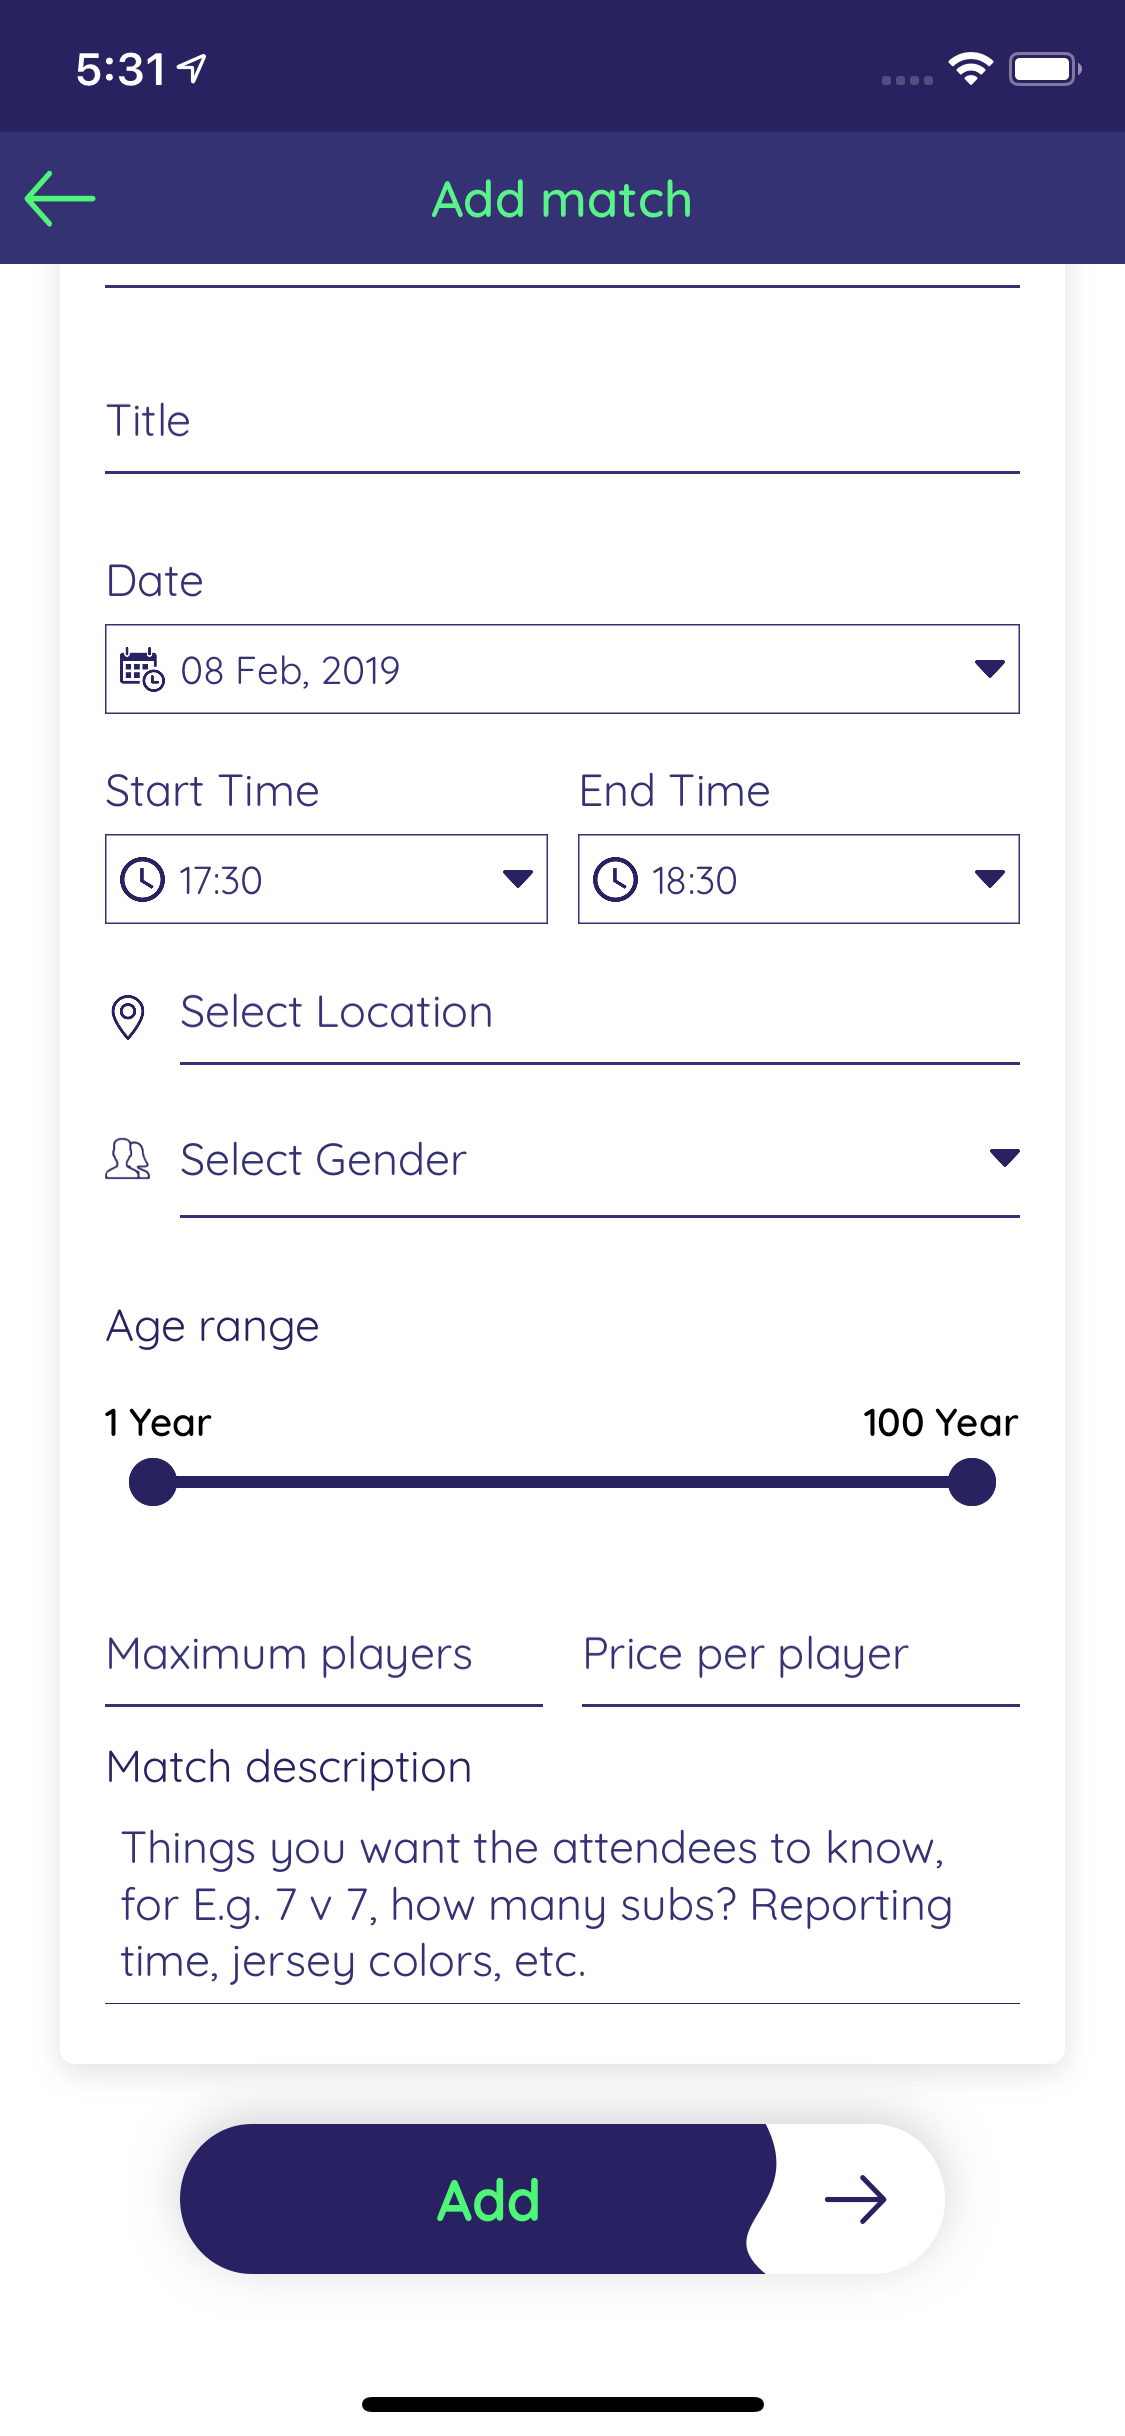 5:31
Add match
Title
Date
08 Feb, 2019
Start Time End Time
17:30 18:30
Select Location
Select Gender
Age range
1 Year 100 Year
Maximum players Price per player
Match description
Things you want the attendees to know,
for E.g. 7 v 7, how many subs? Reporting
time, jersey colors, etc.
Add